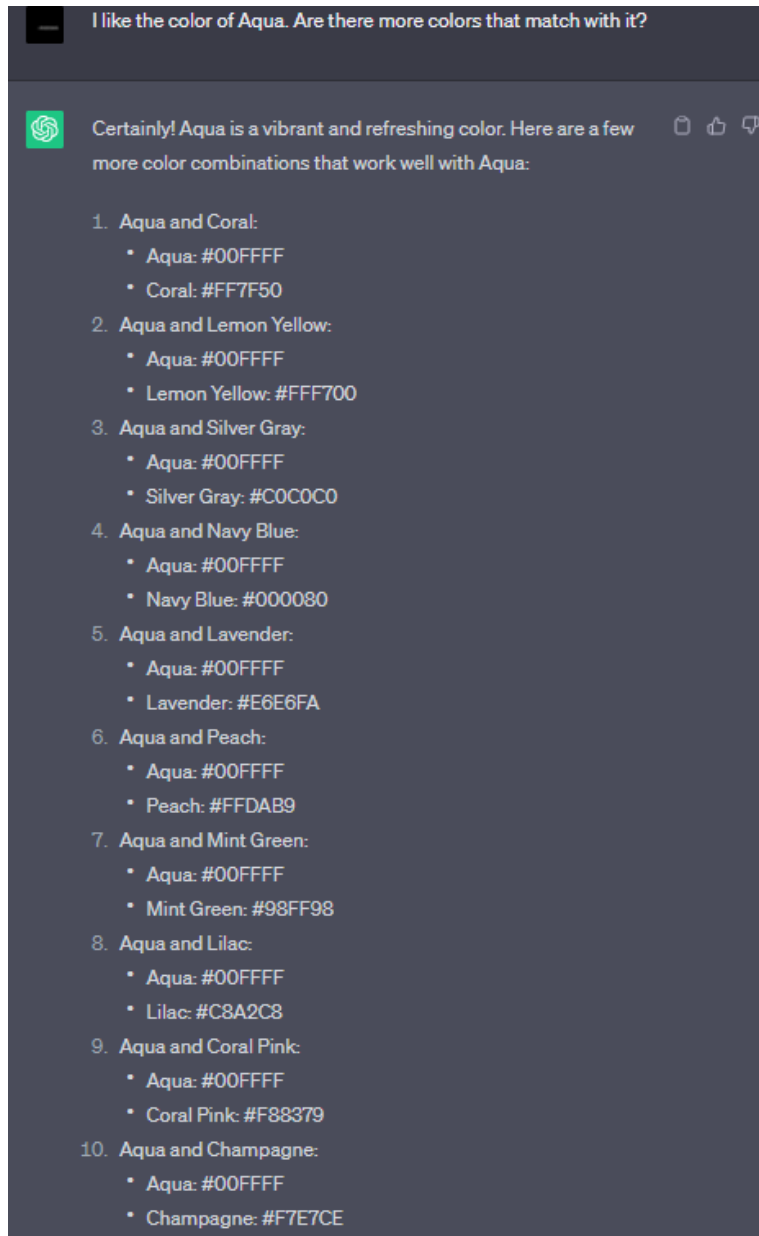 I like the color of Aqua. Are there more colors that match with it?
Certainly! Aqua is a vibrant and refreshing color. Here are a few
more color combinations that work well with Aqua:
1. Aqua and Coral:
• Aqua: #00FFFF
• Coral: #FF7F50
2. Aqua and Lemon Yellow:
• Aqua: #00FFFF
• Lemon Yellow: #FFF700
3. Aqua and Silver Gray:
• Aqua: #00FFFF
• Silver Gray: #C0C0C0
4. Aqua and Navy Blue:
• Aqua: #00FFFF
• Navy Blue: #000080
5. Aqua and Lavender:
• Aqua: #00FFFF
• Lavender: #E6E6FA
6. Aqua and Peach:
• Aqua: #00FFFF
• Peach: #FFDAB9
7. Aqua and Mint Green:
• Aqua: #00FFFF
• Mint Green: #98FF98
8. Aqua and Lilac:
• Aqua: #00FFFF
• Lilac: #C8A2C8
9. Aqua and Coral Pink:
• Aqua: #00FFFF
• Coral Pink: #F88379
10. Aqua and Champagne:
• Aqua: #00FFFF
• Champagne: #F7E7CE